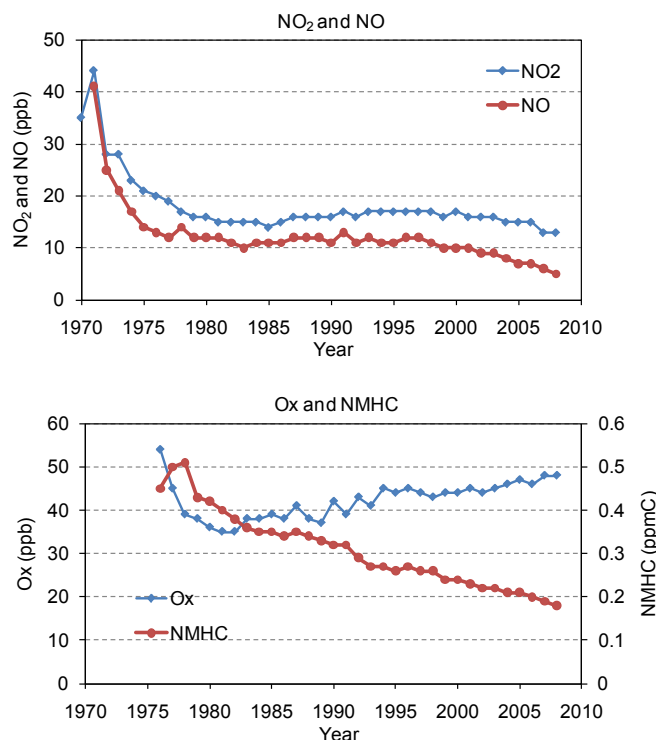 NO₂ and NO
50
40
30
20
10
0
NO₂ and NO (ppb)
NO2
NO
1970 1975 1980 1985 1990 1995 2000 2005 2010
Year
Ox and NMHC
60
50
40
30
20
10
0
Ox (ppb)
Ox
NMHC
0.6
0.5
0.4
0.3
0.2
0.1
0
NMHC (ppmC)
1970 1975 1980 1985 1990 1995 2000 2005 2010
Year